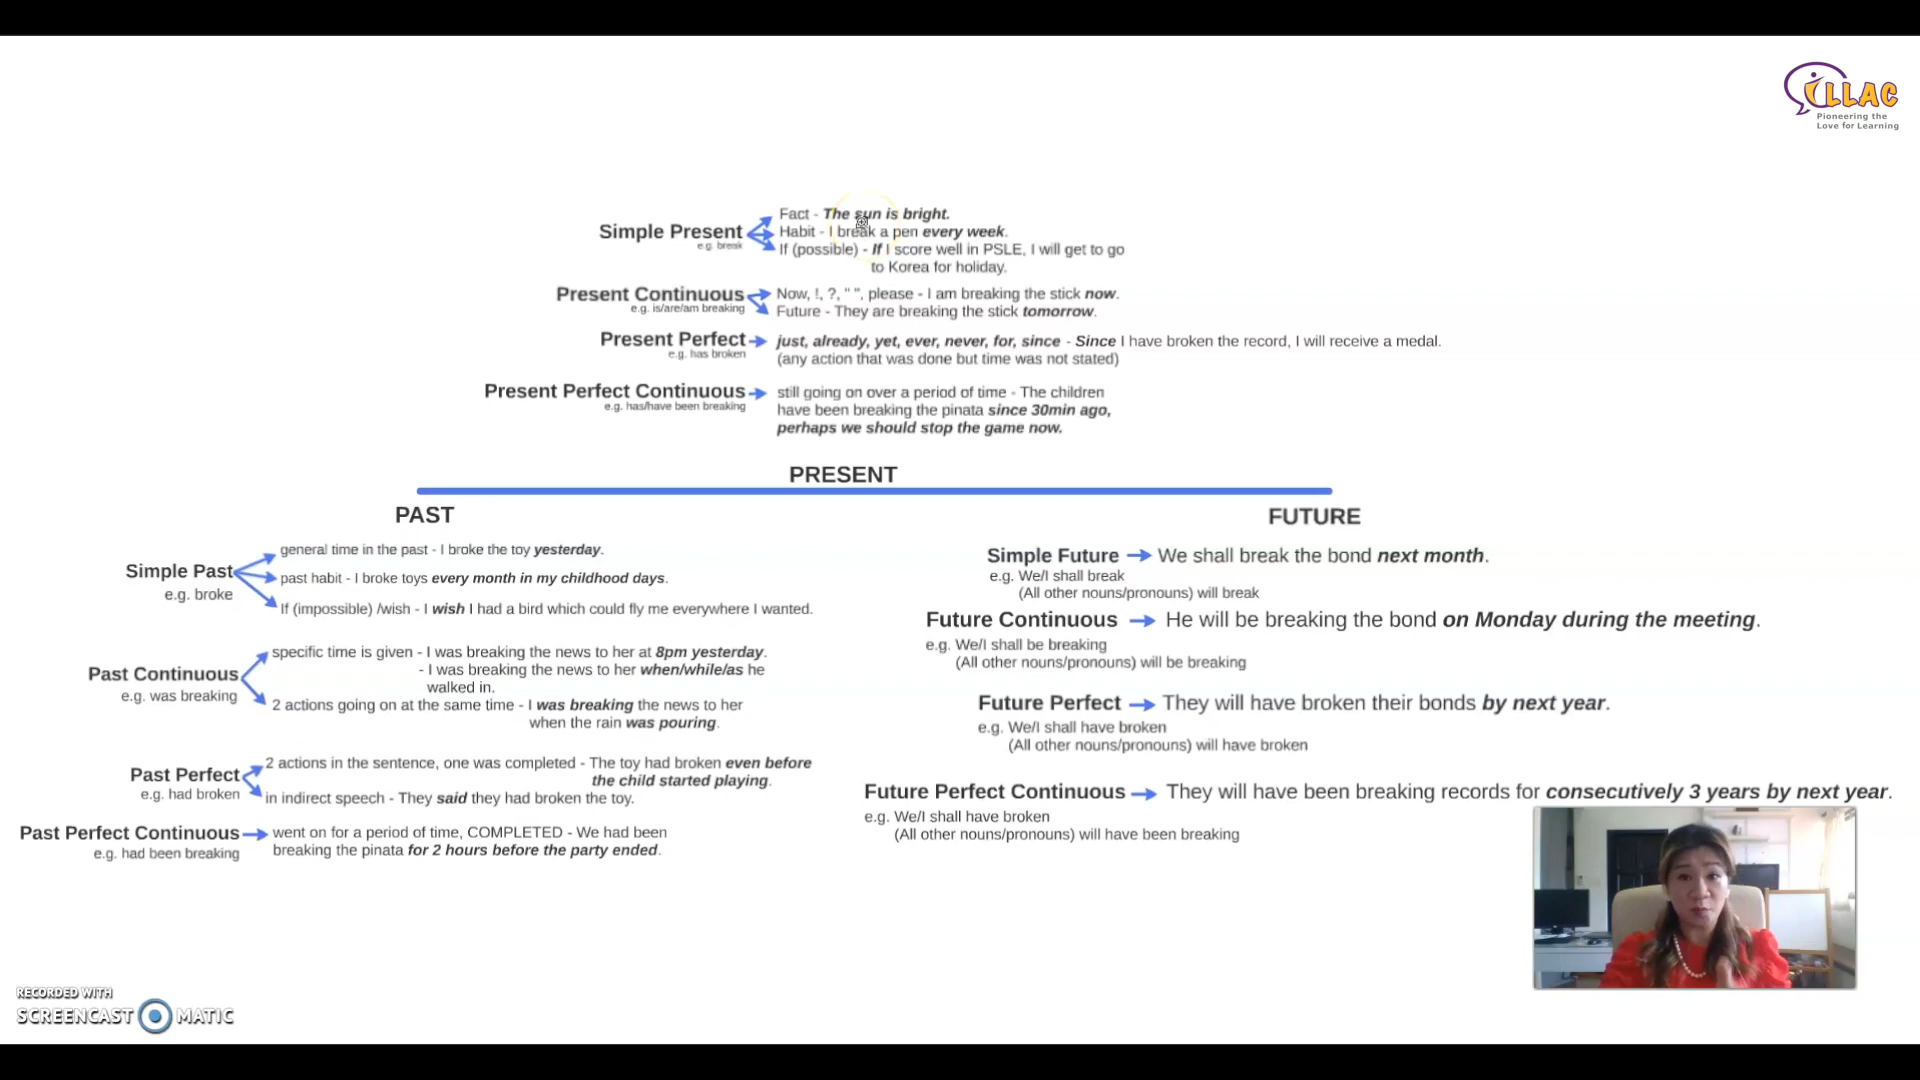 iLLAC
Pioneering the
Love for Learning
Simple Present
e.g. break
Fact - The sun is bright.
Habit - I break a pen every week.
If (possible) - If I score well in PSLE, I will get to go
to Korea for holiday.
Present Continuous
e.g. is/are/am breaking
Now, !, ?, " ", please - I am breaking the stick now.
Future - They are breaking the stick tomorrow.
Present Perfect
e.g. has broken
just, already, yet, ever, never, for, since - Since I have broken the record, I will receive a medal.
(any action that was done but time was not stated)
Present Perfect Continuous
e.g. has/have been breaking
still going on over a period of time - The children
have been breaking the pinata since 30min ago,
perhaps we should stop the game now.
PRESENT
PAST
Simple Past
e.g. broke
general time in the past - I broke the toy yesterday.
past habit - I broke toys every month in my childhood days.
If (impossible) /wish - I wish I had a bird which could fly me everywhere I wanted.
Past Continuous
e.g. was breaking
specific time is given - I was breaking the news to her at 8pm yesterday.
- I was breaking the news to her when/while/as he
walked in.
2 actions going on at the same time - I was breaking the news to her
when the rain was pouring.
Past Perfect
e.g. had broken
2 actions in the sentence, one was completed - The toy had broken even before
the child started playing.
in indirect speech - They said they had broken the toy.
Past Perfect Continuous
e.g. had been breaking
went on for a period of time, COMPLETED - We had been
breaking the pinata for 2 hours before the party ended.
FUTURE
Simple Future
We shall break the bond next month.
e.g. We/I shall break
(All other nouns/pronouns) will break
Future Continuous
He will be breaking the bond on Monday during the meeting.
e.g. We/I shall be breaking
(All other nouns/pronouns) will be breaking
Future Perfect
They will have broken their bonds by next year.
e.g. We/I shall have broken
(All other nouns/pronouns) will have broken
Future Perfect Continuous
They will have been breaking records for consecutively 3 years by next year.
e.g. We/I shall have broken
(All other nouns/pronouns) will have been breaking
RECORDED WITH
SCREENCAST MATIC